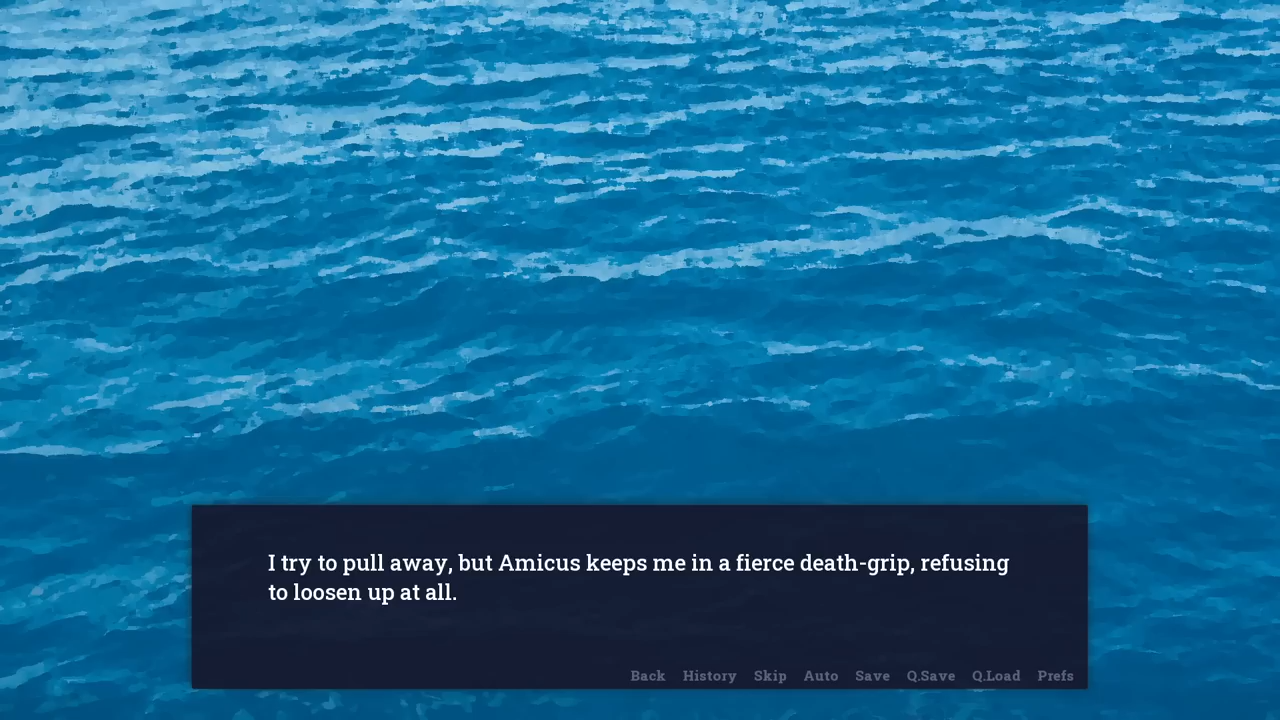 I try to pull away, but Amicus keeps me in a fierce death-grip, refusing
to loosen up at all.
Back History Skip Auto Save Q.Save Q.Load Prefs